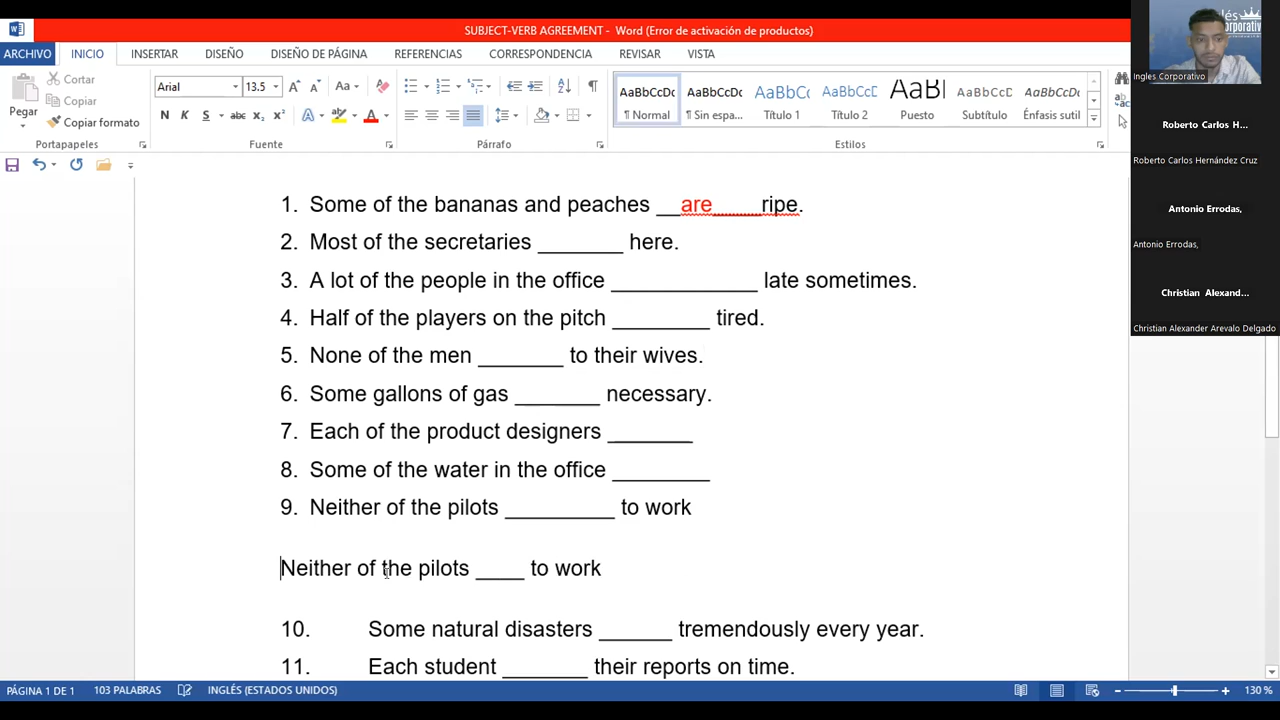 SUBJECT-VERB AGREEMENT - Word (Error de activación de productos)
ARCHIVO INICIO INSERTAR DISEÑO DISEÑO DE PÁGINA REFERENCIAS CORRESPONDENCIA REVISAR VISTA
Cortar
Copiar
Copiar formato
Pegar
Portapapeles
Arial 13.5
Fuente
Párrafo
AaBbCcDc AaBbCcDc AaBbCc AaBbCcD AaBl AaBbCcD AaBbCcDc
¶ Normal ¶ Sin espa... Título 1 Título 2 Puesto Subtítulo Énfasis sutil
Estilos
1. Some of the bananas and peaches __are____ripe.
2. Most of the secretaries _______ here.
3. A lot of the people in the office ____________ late sometimes.
4. Half of the players on the pitch ________ tired.
5. None of the men _______ to their wives.
6. Some gallons of gas _______ necessary.
7. Each of the product designers _______
8. Some of the water in the office ________
9. Neither of the pilots _________ to work
Neither of the pilots ____ to work
10. Some natural disasters ______ tremendously every year.
11. Each student _______ their reports on time.
PÁGINA 1 DE 1 103 PALABRAS INGLÉS (ESTADOS UNIDOS) 130 %
Ingles Corporativo
Roberto Carlos H...
Roberto Carlos Hernández Cruz
Antonio Errodas,
Antonio Errodas,
Christian Alexand...
Christian Alexander Arevalo Delgado